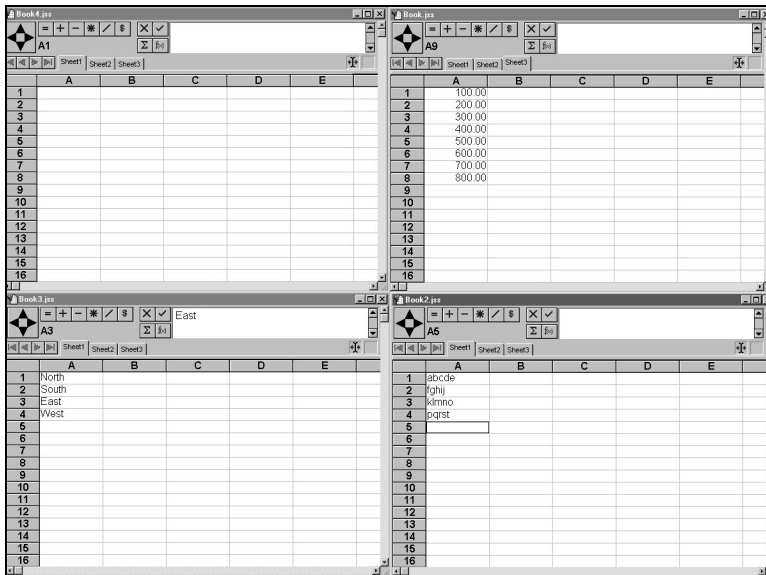 Book4.jss
= + − * / $ X ✓
A1 Σ f(x)
Sheet1 Sheet2 Sheet3
A B C D E
1
2
3
4
5
6
7
8
9
10
11
12
13
14
15
16
Book.jss
= + − * / $ X ✓
A9 Σ f(x)
Sheet1 Sheet2 Sheet3
A B C D E
1 100.00
2 200.00
3 300.00
4 400.00
5 500.00
6 600.00
7 700.00
8 800.00
9
10
11
12
13
14
15
16
Book3.jss
= + − * / $ X ✓ East
A3 Σ f(x)
Sheet1 Sheet2 Sheet3
A B C D E
1 North
2 South
3 East
4 West
5
6
7
8
9
10
11
12
13
14
15
16
Book2.jss
= + − * / $ X ✓
A5 Σ f(x)
Sheet1 Sheet2 Sheet3
A B C D E
1 abcde
2 fghij
3 klmno
4 pqrst
5
6
7
8
9
10
11
12
13
14
15
16